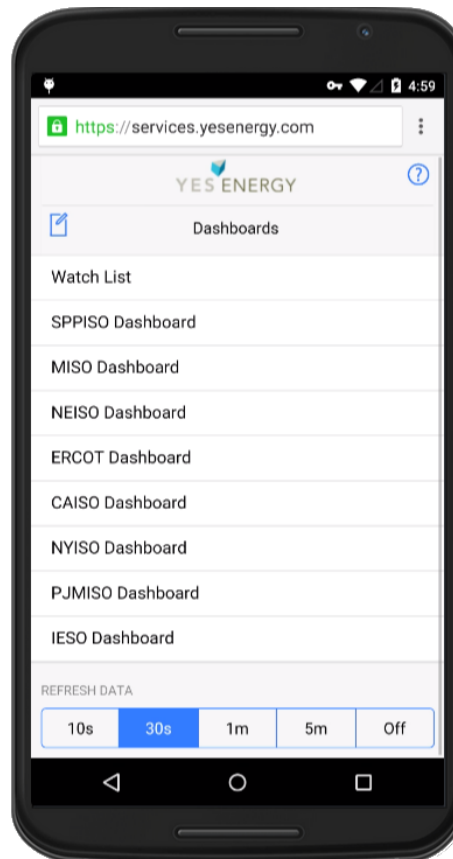 4:59
https://services.yesenergy.com
YES ENERGY
?
Dashboards
Watch List
SPPISO Dashboard
MISO Dashboard
NEISO Dashboard
ERCOT Dashboard
CAISO Dashboard
NYISO Dashboard
PJMISO Dashboard
IESO Dashboard
REFRESH DATA
10s 30s 1m 5m Off